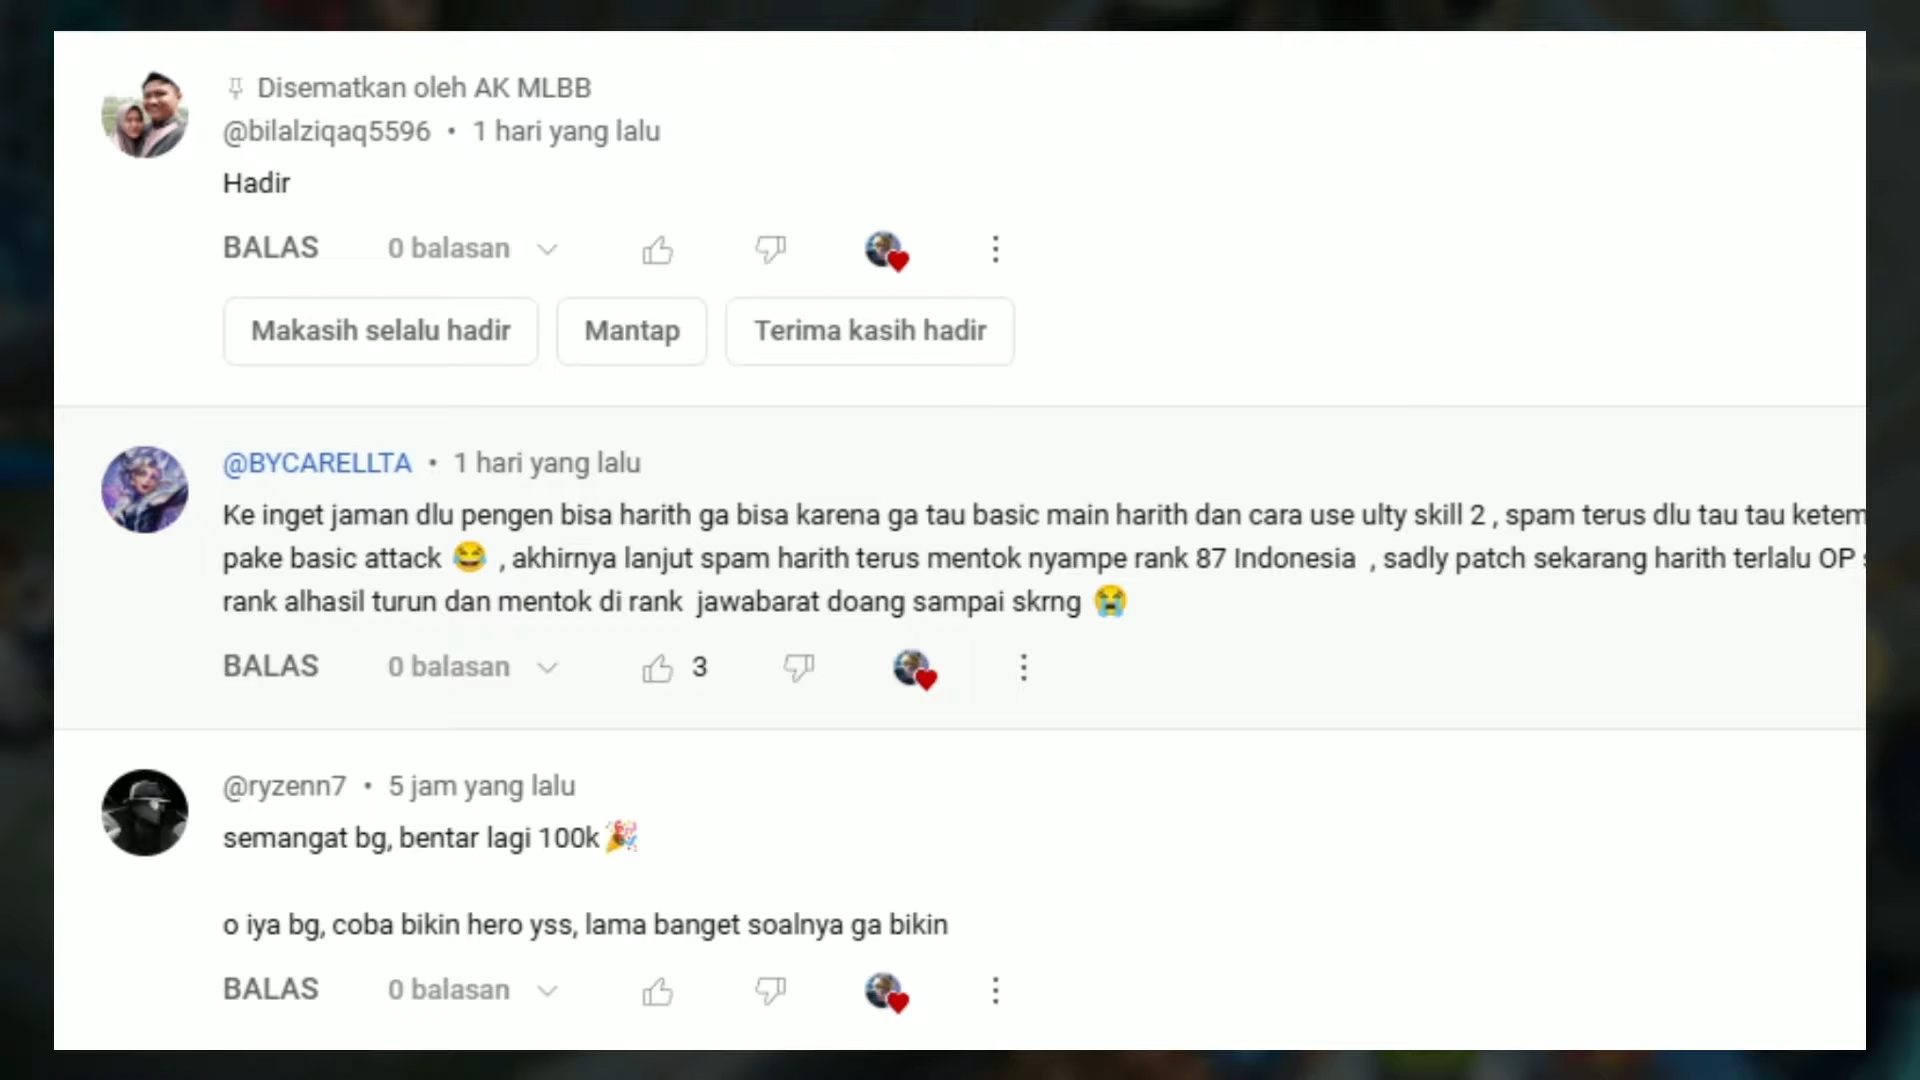 Disematkan oleh AK MLBB
@bilalziqaq5596 • 1 hari yang lalu
Hadir
BALAS 0 balasan
Makasih selalu hadir Mantap Terima kasih hadir
@BYCARELLTA • 1 hari yang lalu
Ke inget jaman dlu pengen bisa harith ga bisa karena ga tau basic main harith dan cara use ulty skill 2 , spam terus dlu tau tau ketem
pake basic attack 😂 , akhirnya lanjut spam harith terus mentok nyampe rank 87 Indonesia , sadly patch sekarang harith terlalu OP
rank alhasil turun dan mentok di rank jawabarat doang sampai skrng 😭
BALAS 0 balasan 3
@ryzenn7 • 5 jam yang lalu
semangat bg, bentar lagi 100k🎉
o iya bg, coba bikin hero yss, lama banget soalnya ga bikin
BALAS 0 balasan